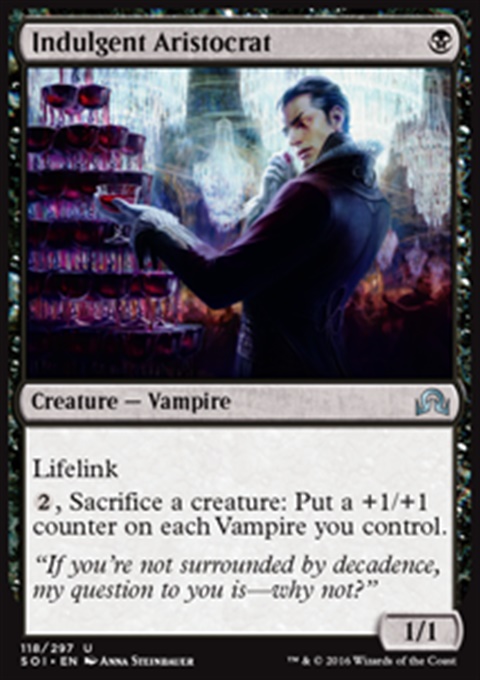 Indulgent Aristocrat
Creature — Vampire
Lifelink
2, Sacrifice a creature: Put a +1/+1
counter on each Vampire you control.
“If you're not surrounded by decadence,
my question to you is—why not?”
1/1
118/297 U
SOI • EN Anna Steinbauer
™ & © 2016 Wizards of the Coast